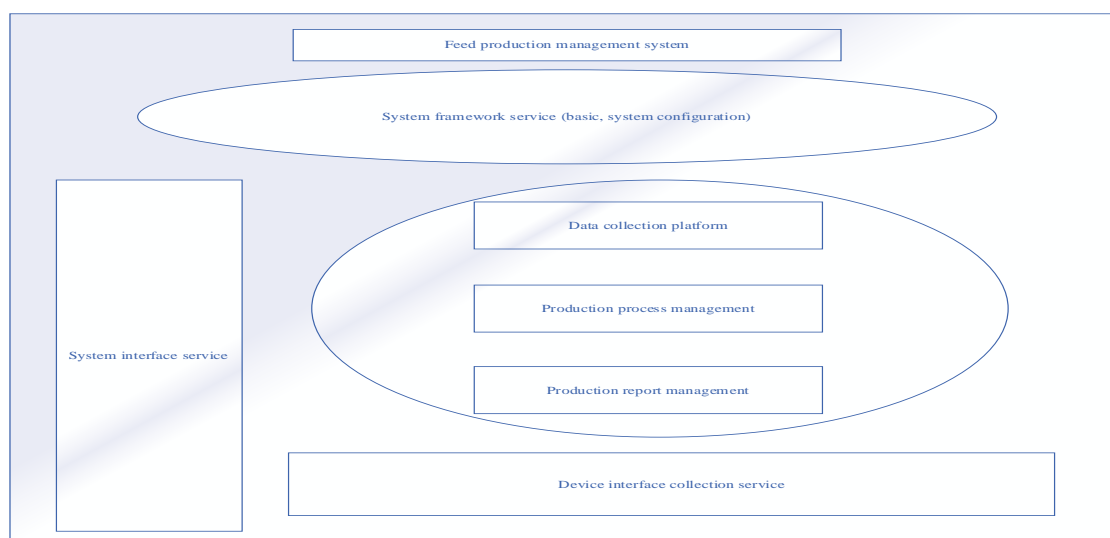 Feed production management system
System framework service (basic, system configuration)
Data collection platform
Production process management
System interface service
Production report management
Device interface collection service